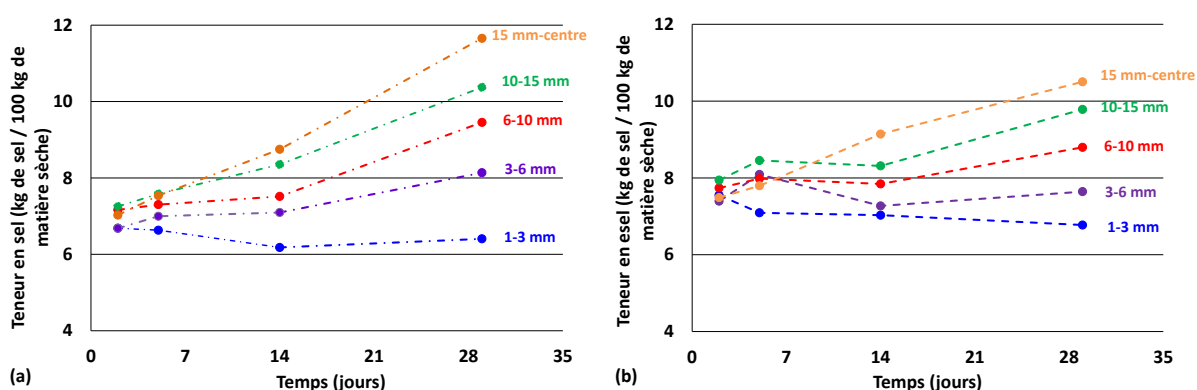 Teneur en sel (kg de sel / 100 kg de
matière sèche)
12
10
8
6
4
0
7
14
21
28
35
Temps (jours)
15 mm-centre
10-15 mm
6-10 mm
3-6 mm
1-3 mm
(a)
Teneur en esel (kg de sel / 100 kg de
matière sèche)
12
10
8
6
4
0
7
14
21
28
35
Temps (jours)
15 mm-centre
10-15 mm
6-10 mm
3-6 mm
1-3 mm
(b)